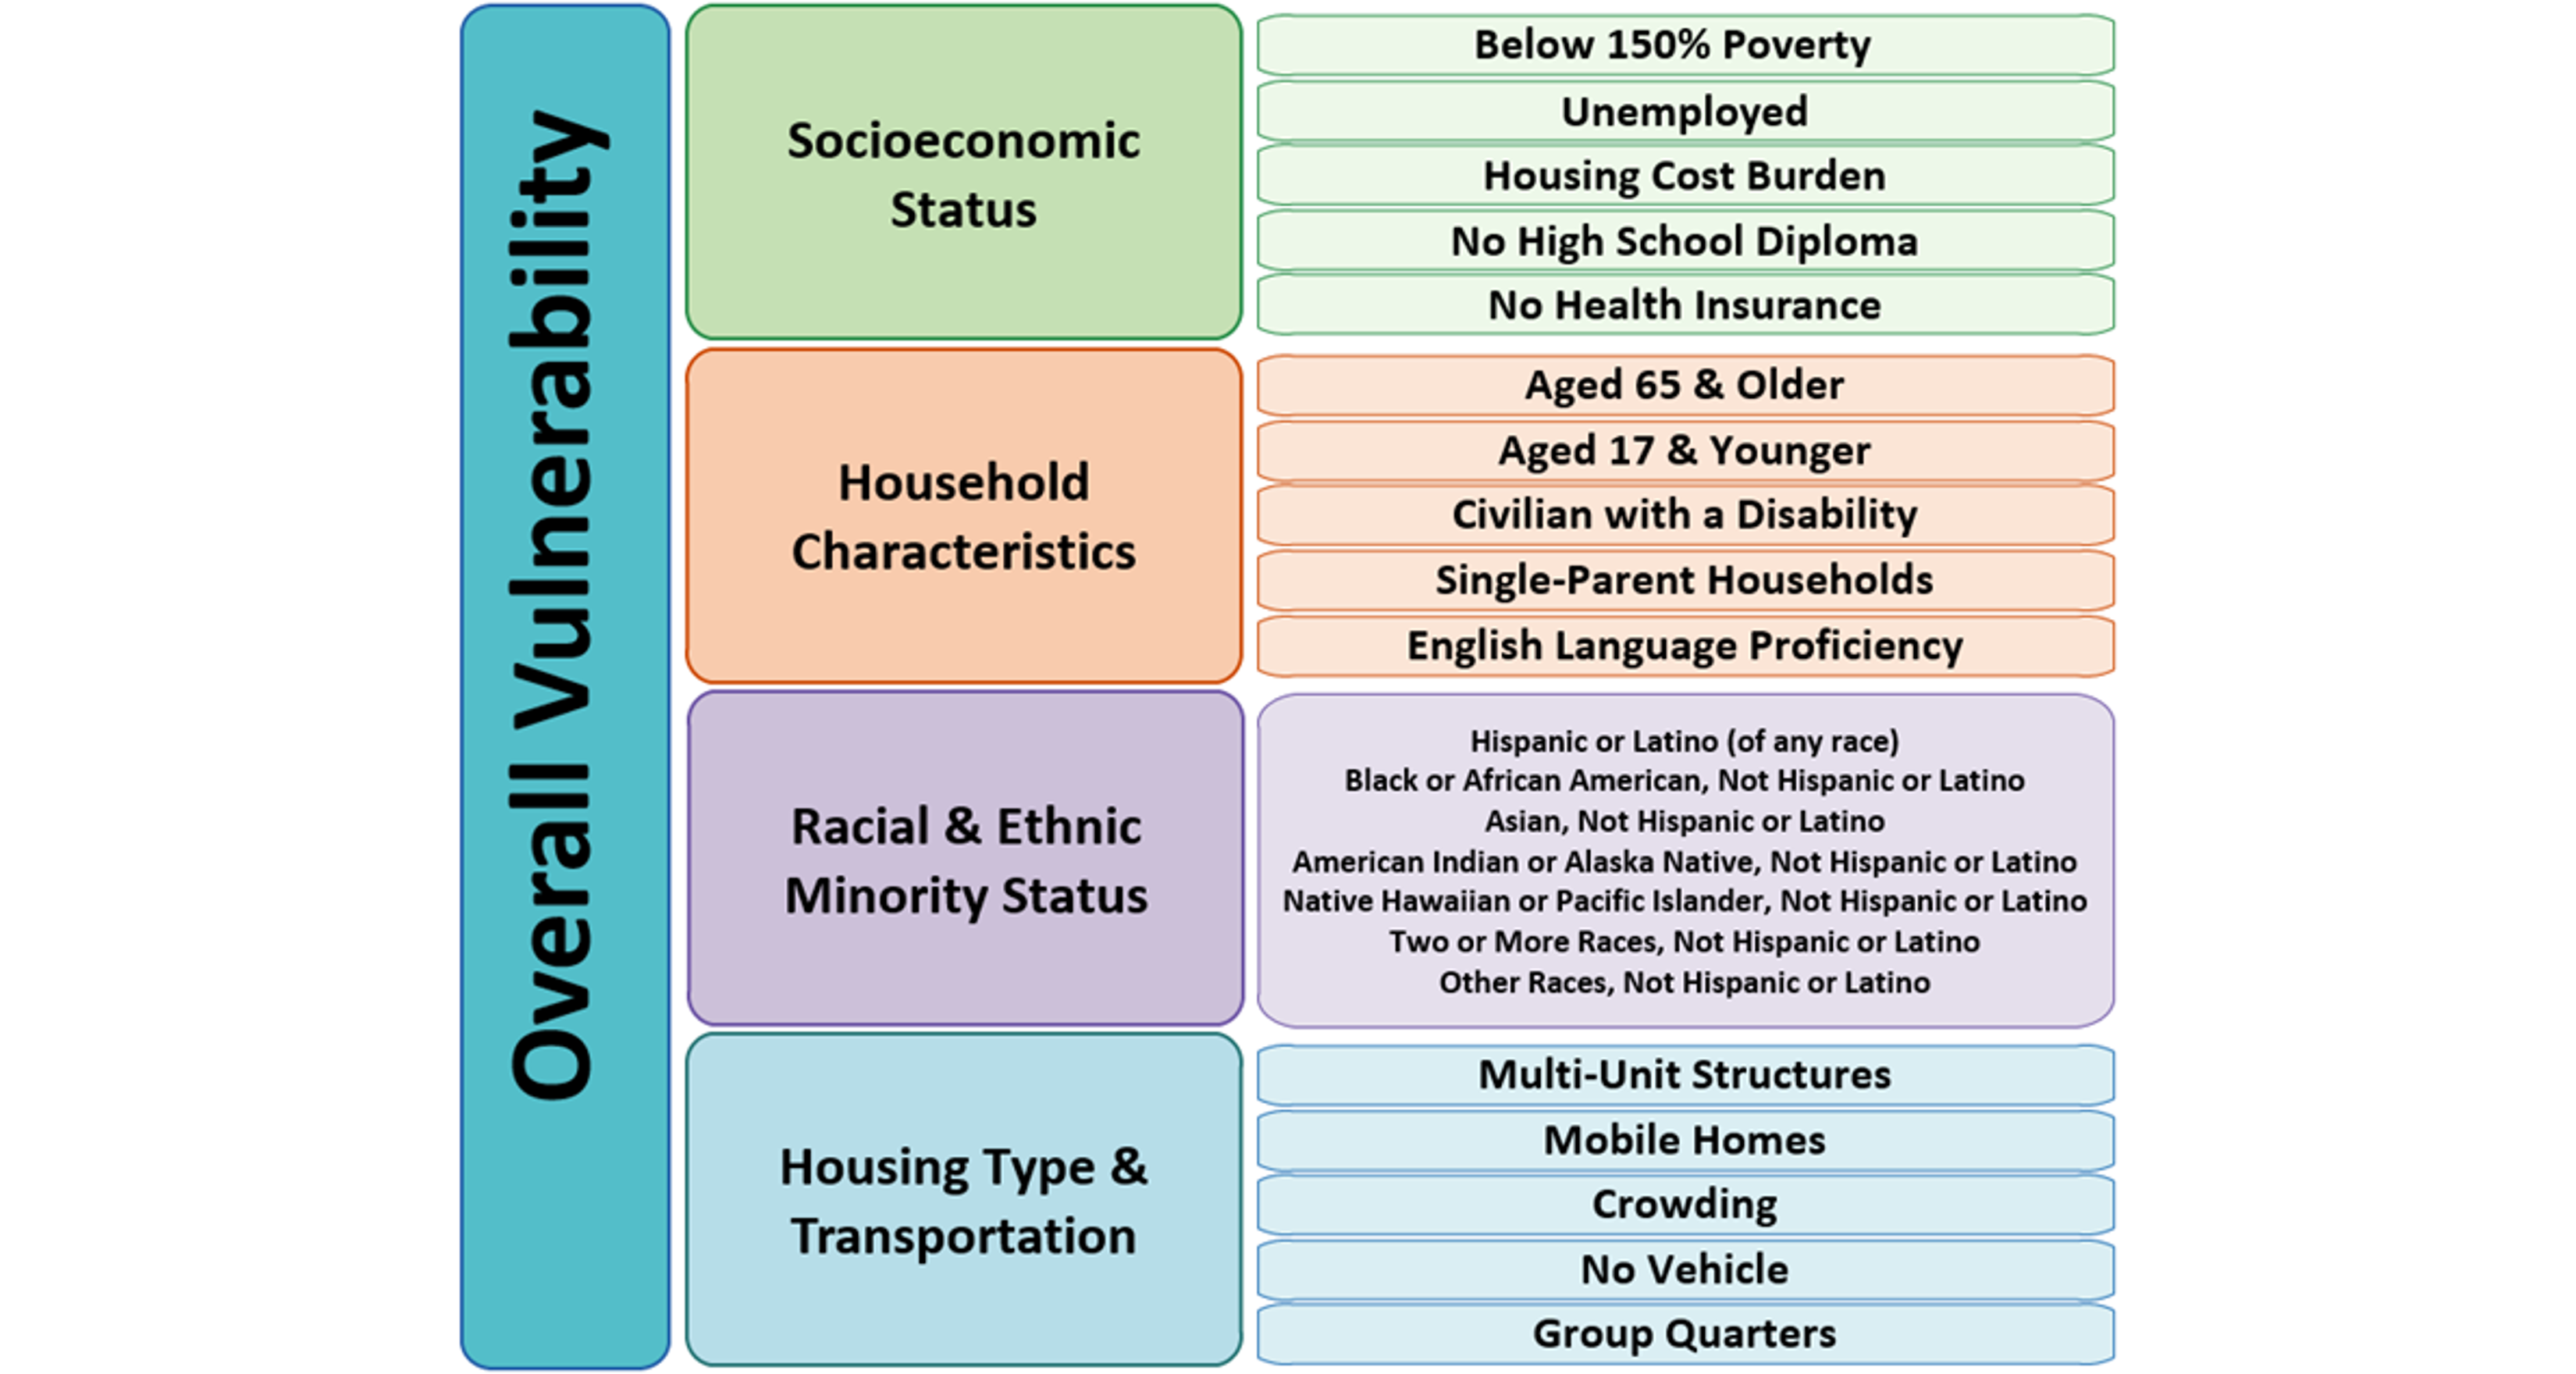 Overall Vulnerability
Socioeconomic
Status
Below 150% Poverty
Unemployed
Housing Cost Burden
No High School Diploma
No Health Insurance
Household
Characteristics
Aged 65 & Older
Aged 17 & Younger
Civilian with a Disability
Single-Parent Households
English Language Proficiency
Racial & Ethnic
Minority Status
Hispanic or Latino (of any race)
Black or African American, Not Hispanic or Latino
Asian, Not Hispanic or Latino
American Indian or Alaska Native, Not Hispanic or Latino
Native Hawaiian or Pacific Islander, Not Hispanic or Latino
Two or More Races, Not Hispanic or Latino
Other Races, Not Hispanic or Latino
Housing Type &
Transportation
Multi-Unit Structures
Mobile Homes
Crowding
No Vehicle
Group Quarters